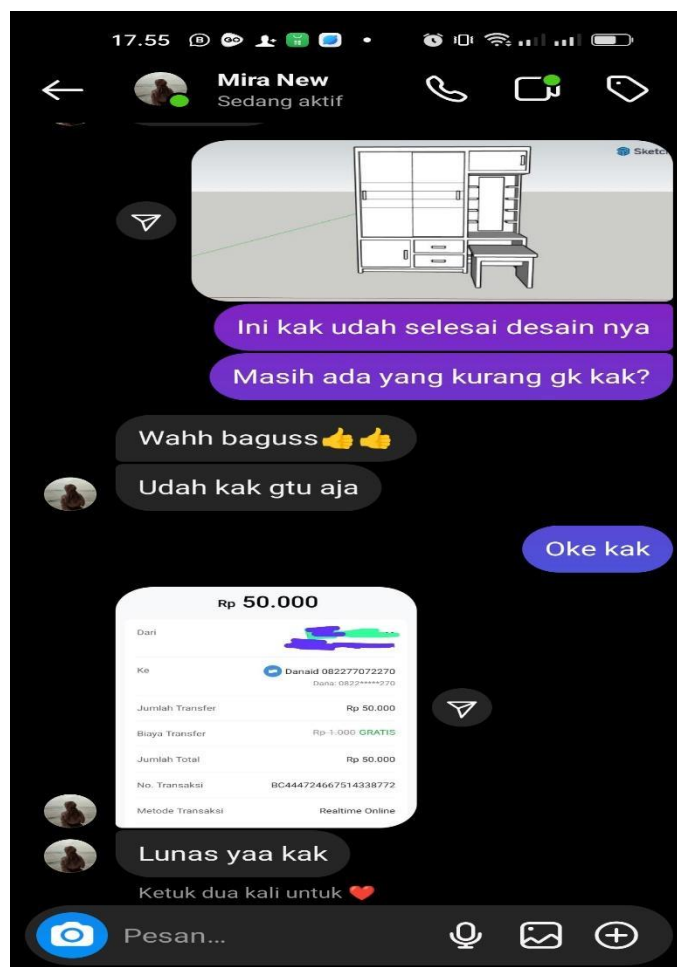 17.55
Mira New
Sedang aktif
Sketc
Ini kak udah selesai desain nya
Masih ada yang kurang gk kak?
Wahh baguss👍👍
Udah kak gtu aja
Oke kak
Rp 50.000
Dari
Ke Danaid 082277072270
Dana: 0822*****270
Jumlah Transfer Rp 50.000
Biaya Transfer Rp 1.000 GRATIS
Jumlah Total Rp 50.000
No. Transaksi BC444724667514338772
Metode Transaksi Realtime Online
Lunas yaa kak
Ketuk dua kali untuk ❤️
Pesan...